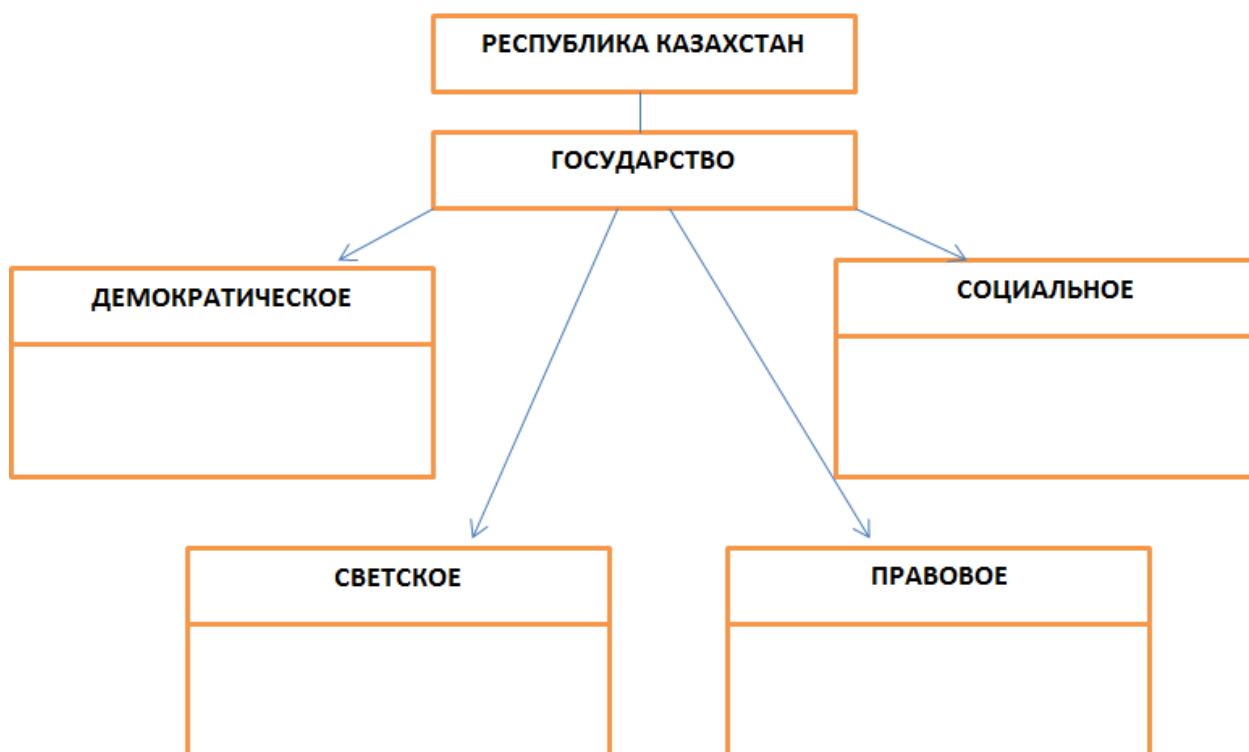 РЕСПУБЛИКА КАЗАХСТАН
ГОСУДАРСТВО
ДЕМОКРАТИЧЕСКОЕ
СОЦИАЛЬНОЕ
СВЕТСКОЕ
ПРАВОВОЕ